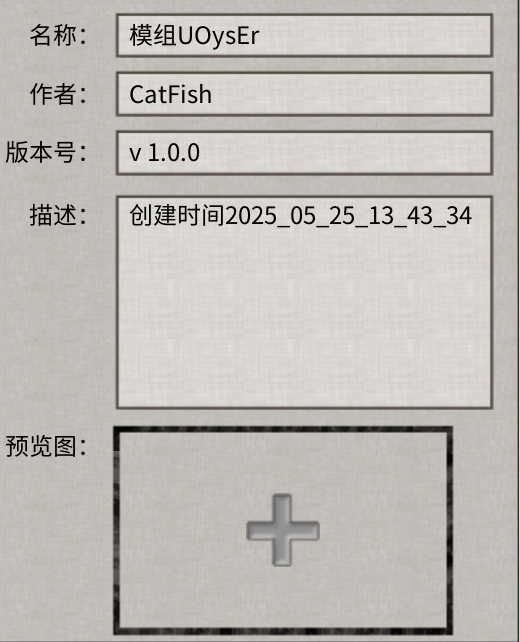 名称： 模组UOysEr
作者： CatFish
版本号： v 1.0.0
描述： 创建时间2025_05_25_13_43_34
预览图：